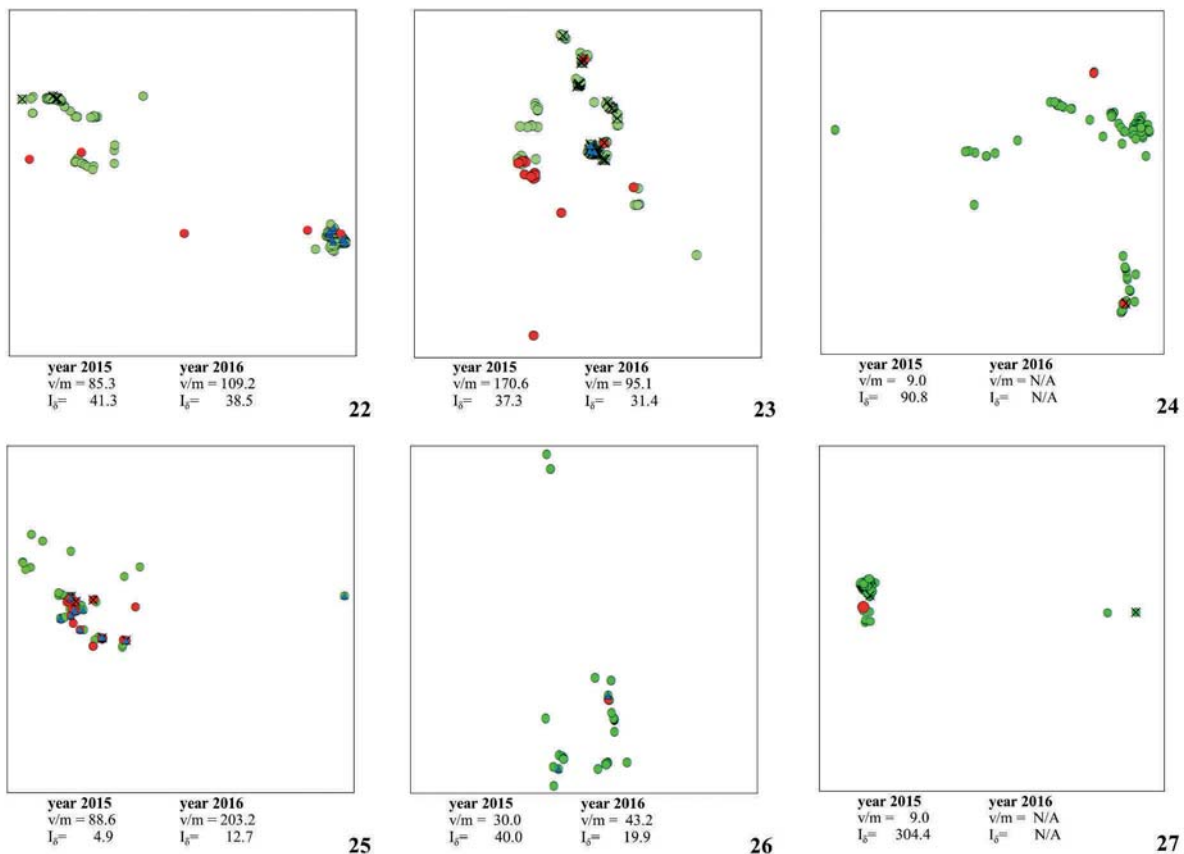 year 2015 year 2016
v/m = 85.3 v/m = 109.2
Iδ= 41.3 Iδ= 38.5
22
year 2015 year 2016
v/m = 170.6 v/m = 95.1
Iδ= 37.3 Iδ= 31.4
23
year 2015 year 2016
v/m = 9.0 v/m = N/A
Iδ= 90.8 Iδ= N/A
24
year 2015 year 2016
v/m = 88.6 v/m = 203.2
Iδ= 4.9 Iδ= 12.7
25
year 2015 year 2016
v/m = 30.0 v/m = 43.2
Iδ= 40.0 Iδ= 19.9
26
year 2015 year 2016
v/m = 9.0 v/m = N/A
Iδ= 304.4 Iδ= N/A
27